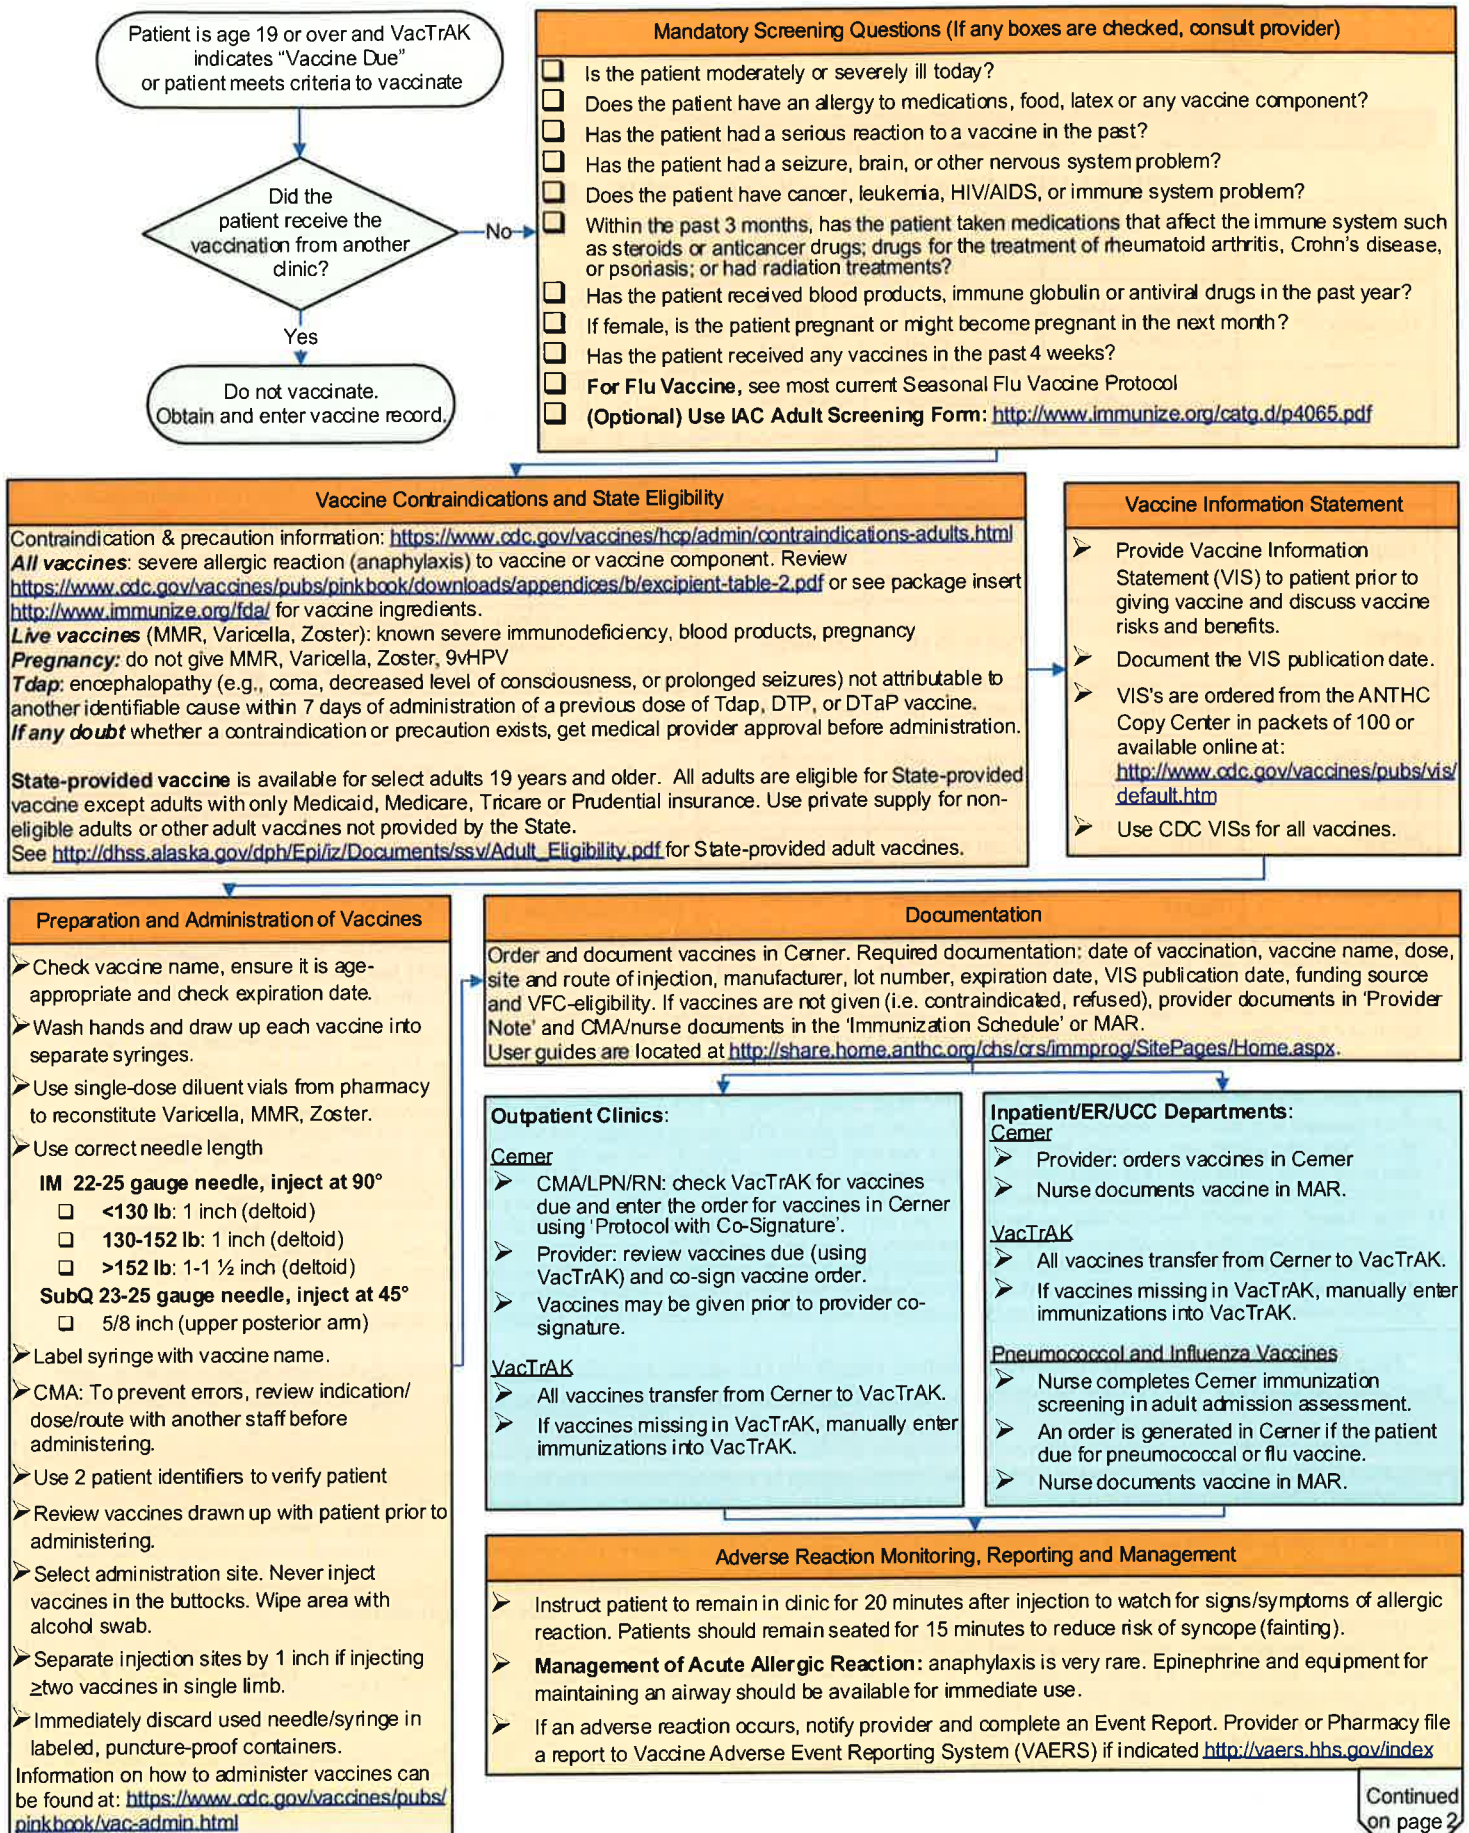 Patient is age 19 or over and VacTrAK
indicates "Vaccine Due"
or patient meets criteria to vaccinate
Did the
patient receive the
vaccination from another
clinic?
No
Yes
Do not vaccinate.
Obtain and enter vaccine record.
Mandatory Screening Questions (If any boxes are checked, consult provider)
❑ Is the patient moderately or severely ill today?
❑ Does the patient have an allergy to medications, food, latex or any vaccine component?
❑ Has the patient had a serious reaction to a vaccine in the past?
❑ Has the patient had a seizure, brain, or other nervous system problem?
❑ Does the patient have cancer, leukemia, HIV/AIDS, or immune system problem?
❑ Within the past 3 months, has the patient taken medications that affect the immune system such
as steroids or anticancer drugs; drugs for the treatment of rheumatoid arthritis, Crohn's disease,
or psoriasis; or had radiation treatments?
❑ Has the patient received blood products, immune globulin or antiviral drugs in the past year?
❑ If female, is the patient pregnant or might become pregnant in the next month?
❑ Has the patient received any vaccines in the past 4 weeks?
❑ For Flu Vaccine, see most current Seasonal Flu Vaccine Protocol
❑ (Optional) Use IAC Adult Screening Form: http://www.immunize.org/catg.d/p4065.pdf
Vaccine Contraindications and State Eligibility
Contraindication & precaution information: https://www.cdc.gov/vaccines/hcp/admin/contraindications-adults.html
All vaccines: severe allergic reaction (anaphylaxis) to vaccine or vaccine component. Review
https://www.cdc.gov/vaccines/pubs/pinkbook/downloads/appendices/b/excipient-table-2.pdf or see package insert
http://www.immunize.org/fda/ for vaccine ingredients.
Live vaccines (MMR, Varicella, Zoster): known severe immunodeficiency, blood products, pregnancy
Pregnancy: do not give MMR, Varicella, Zoster, 9vHPV
Tdap: encephalopathy (e.g., coma, decreased level of consciousness, or prolonged seizures) not attributable to
another identifiable cause within 7 days of administration of a previous dose of Tdap, DTP, or DTaP vaccine.
If any doubt whether a contraindication or precaution exists, get medical provider approval before administration.
State-provided vaccine is available for select adults 19 years and older. All adults are eligible for State-provided
vaccine except adults with only Medicaid, Medicare, Tricare or Prudential insurance. Use private supply for non-
eligible adults or other adult vaccines not provided by the State.
See http://dhss.alaska.gov/dph/Epi/iz/Documents/ssv/Adult_Eligibility.pdf for State-provided adult vaccines.
Vaccine Information Statement
➢ Provide Vaccine Information
Statement (VIS) to patient prior to
giving vaccine and discuss vaccine
risks and benefits.
➢ Document the VIS publication date.
➢ VIS's are ordered from the ANTHC
Copy Center in packets of 100 or
available online at:
http://www.cdc.gov/vaccines/pubs/vis/
default.htm
➢ Use CDC VISs for all vaccines.
Preparation and Administration of Vaccines
➢ Check vaccine name, ensure it is age-
appropriate and check expiration date.
➢ Wash hands and draw up each vaccine into
separate syringes.
➢ Use single-dose diluent vials from pharmacy
to reconstitute Varicella, MMR, Zoster.
➢ Use correct needle length
IM 22-25 gauge needle, inject at 90°
❑ <130 lb: 1 inch (deltoid)
❑ 130-152 lb: 1 inch (deltoid)
❑ >152 lb: 1-1 ½ inch (deltoid)
SubQ 23-25 gauge needle, inject at 45°
❑ 5/8 inch (upper posterior arm)
➢ Label syringe with vaccine name.
➢ CMA: To prevent errors, review indication/
dose/route with another staff before
administering.
➢ Use 2 patient identifiers to verify patient
➢ Review vaccines drawn up with patient prior to
administering.
➢ Select administration site. Never inject
vaccines in the buttocks. Wipe area with
alcohol swab.
➢ Separate injection sites by 1 inch if injecting
≥two vaccines in single limb.
➢ Immediately discard used needle/syringe in
labeled, puncture-proof containers.
Information on how to administer vaccines can
be found at: https://www.cdc.gov/vaccines/pubs/
pinkbook/vac-admin.html
Documentation
Order and document vaccines in Cerner. Required documentation: date of vaccination, vaccine name, dose,
site and route of injection, manufacturer, lot number, expiration date, VIS publication date, funding source
and VFC-eligibility. If vaccines are not given (i.e. contraindicated, refused), provider documents in 'Provider
Note' and CMA/nurse documents in the 'Immunization Schedule' or MAR.
User guides are located at http://share.home.anthc.org/chs/crs/immprog/SitePages/Home.aspx.
Outpatient Clinics:
Cerner
➢ CMA/LPN/RN: check VacTrAK for vaccines
due and enter the order for vaccines in Cerner
using 'Protocol with Co-Signature'.
➢ Provider: review vaccines due (using
VacTrAK) and co-sign vaccine order.
➢ Vaccines may be given prior to provider co-
signature.
VacTrAK
➢ All vaccines transfer from Cerner to VacTrAK.
➢ If vaccines missing in VacTrAK, manually enter
immunizations into VacTrAK.
Inpatient/ER/UCC Departments:
Cerner
➢ Provider: orders vaccines in Cerner
➢ Nurse documents vaccine in MAR.
VacTrAK
➢ All vaccines transfer from Cerner to VacTrAK.
➢ If vaccines missing in VacTrAK, manually enter
immunizations into VacTrAK.
Pneumococcol and Influenza Vaccines
➢ Nurse completes Cerner immunization
screening in adult admission assessment.
➢ An order is generated in Cerner if the patient
due for pneumococcal or flu vaccine.
➢ Nurse documents vaccine in MAR.
Adverse Reaction Monitoring, Reporting and Management
➢ Instruct patient to remain in clinic for 20 minutes after injection to watch for signs/symptoms of allergic
reaction. Patients should remain seated for 15 minutes to reduce risk of syncope (fainting).
➢ Management of Acute Allergic Reaction: anaphylaxis is very rare. Epinephrine and equipment for
maintaining an airway should be available for immediate use.
➢ If an adverse reaction occurs, notify provider and complete an Event Report. Provider or Pharmacy file
a report to Vaccine Adverse Event Reporting System (VAERS) if indicated http://vaers.hhs.gov/index
Continued
on page 2